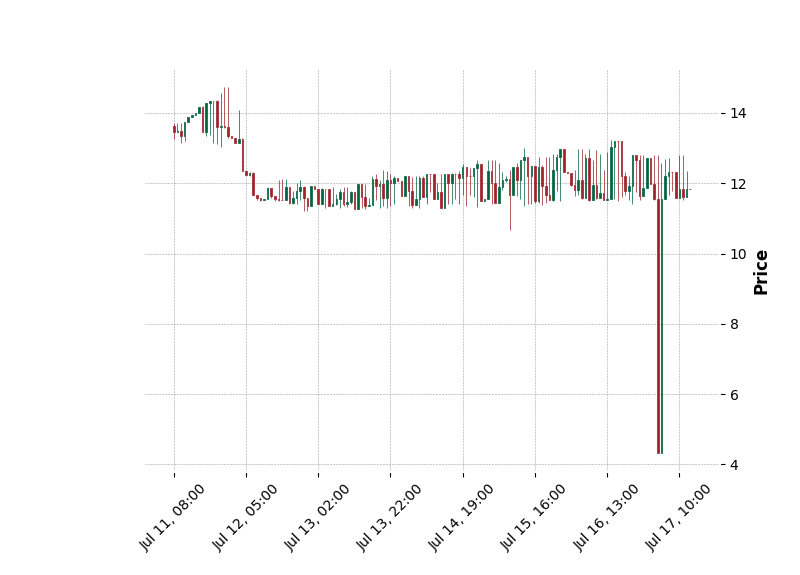 14
12
10
8
6
4
Price
Jul 11, 08:00
Jul 12, 05:00
Jul 13, 02:00
Jul 13, 22:00
Jul 14, 19:00
Jul 15, 16:00
Jul 16, 13:00
Jul 17, 10:00